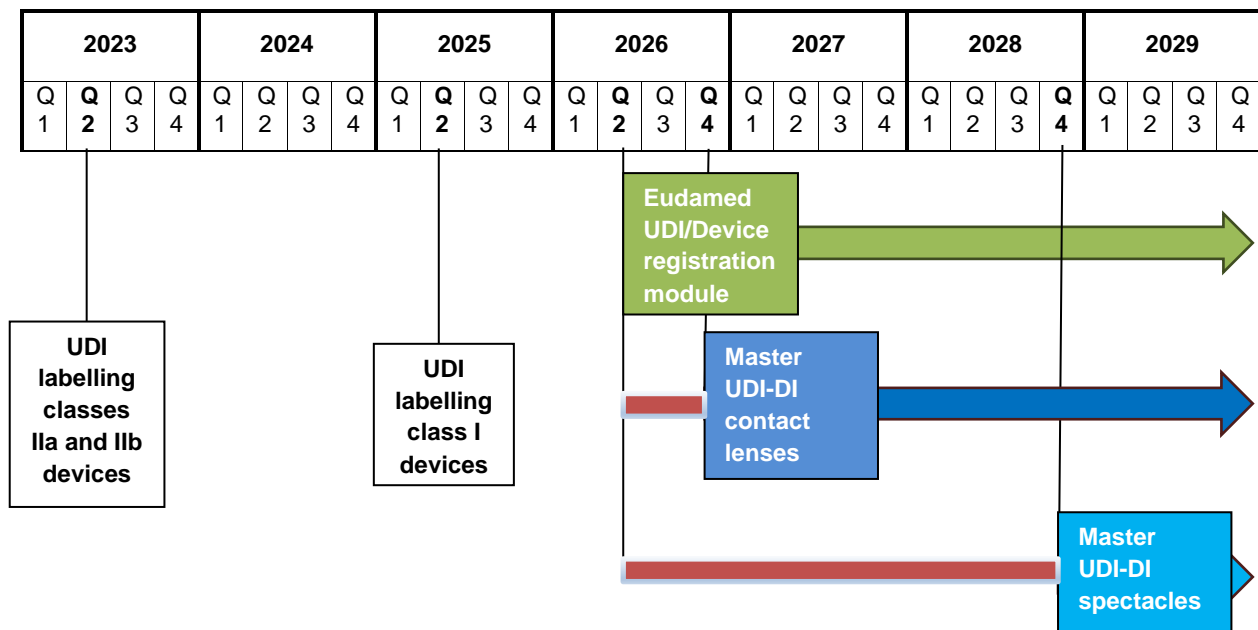 2023 2024 2025 2026 2027 2028 2029
Q Q Q Q Q Q Q Q Q Q Q Q Q Q Q Q Q Q Q Q Q Q Q Q Q Q Q Q
1 2 3 4 1 2 3 4 1 2 3 4 1 2 3 4 1 2 3 4 1 2 3 4 1 2 3 4
Eudamed
UDI/Device
registration
module
UDI
labelling
classes
IIa and IIb
devices
UDI
labelling
class I
devices
Master
UDI-DI
contact
lenses
Master
UDI-DI
spectacles